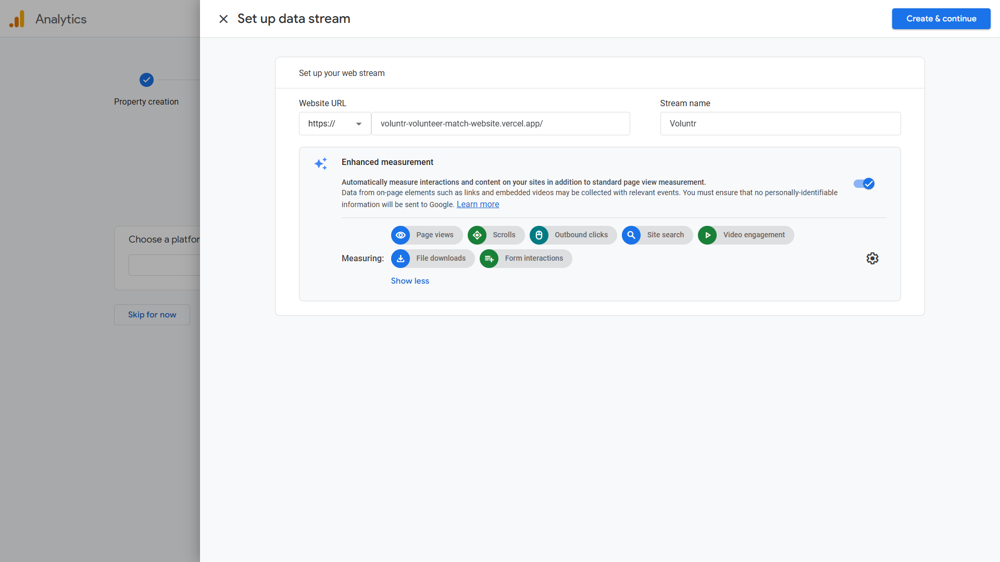 Analytics
Set up data stream
Create & continue
Property creation
Choose a platfor
Skip for now
Set up your web stream
Website URL
Stream name
https://
voluntr-volunteer-match-website.vercel.app/
Voluntr
Enhanced measurement
Automatically measure interactions and content on your sites in addition to standard page view measurement.
Data from on-page elements such as links and embedded videos may be collected with relevant events. You must ensure that no personally-identifiable
information will be sent to Google. Learn more
Page views
Scrolls
Outbound clicks
Site search
Video engagement
Measuring:
File downloads
Form interactions
Show less